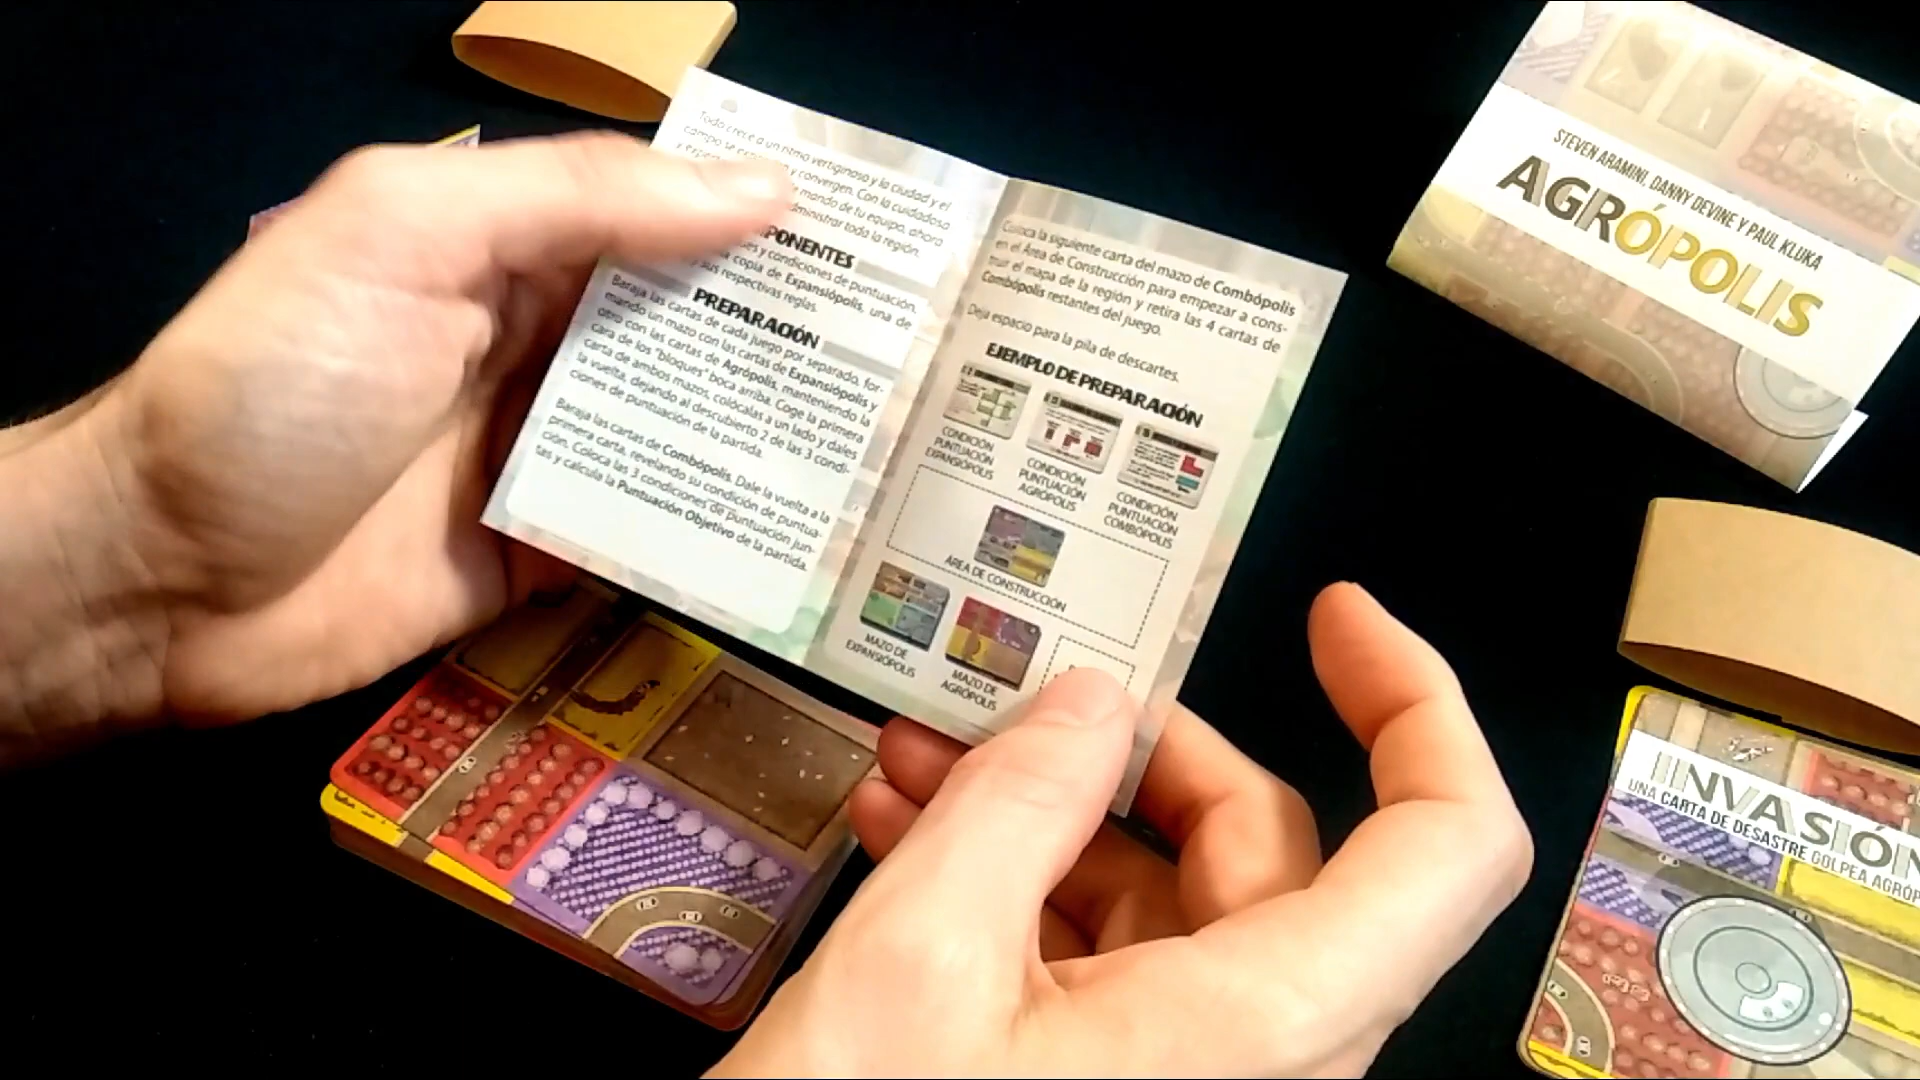 Todo crece a un ritmo vertiginoso y la ciudad y el
campo se
y convergen. Con la cuidadosa
mando de tu equipo, ahora
administrar toda la región.
PONENTES
y condiciones de puntuación,
copia de Expansiópolis, una de
y sus respectivas reglas.
PREPARACIÓN
Baraja las cartas de cada juego por separado, for-
mando un mazo con las cartas de Expansiópolis y
otro con las cartas de Agrópolis, manteniendo la
cara de los "bloques" boca arriba. Coge la primera
carta de ambos mazos, colócalas a un lado y dales
la vuelta, dejando al descubierto 2 de las 3 condi-
ciones de puntuación de la partida.
Baraja las cartas de Combópolis. Dale la vuelta a la
primera carta, revelando su condición de puntua-
ción. Coloca las 3 condiciones de puntuación jun-
tas y calcula la Puntuación Objetivo de la partida.
Coloca la siguiente carta del mazo de Combópolis
en el Área de Construcción para empezar a cons-
truir el mapa de la región y retira las 4 cartas de
Combópolis restantes del juego.
Deja espacio para la pila de descartes.
EJEMPLO DE PREPARACIÓN
CONDICIÓN
PUNTUACIÓN
EXPANSIÓPOLIS
CONDICIÓN
PUNTUACIÓN
AGRÓPOLIS
CONDICIÓN
PUNTUACIÓN
COMBÓPOLIS
ÁREA DE CONSTRUCCIÓN
MAZO DE
EXPANSIÓPOLIS
MAZO DE
AGRÓPOLIS
STEVEN ARAMINI, DANNY DEVINE Y PAUL KLUKA
AGRÓPOLIS
INVASIÓN
UNA CARTA DE DESASTRE GOLPEA AGRÓP